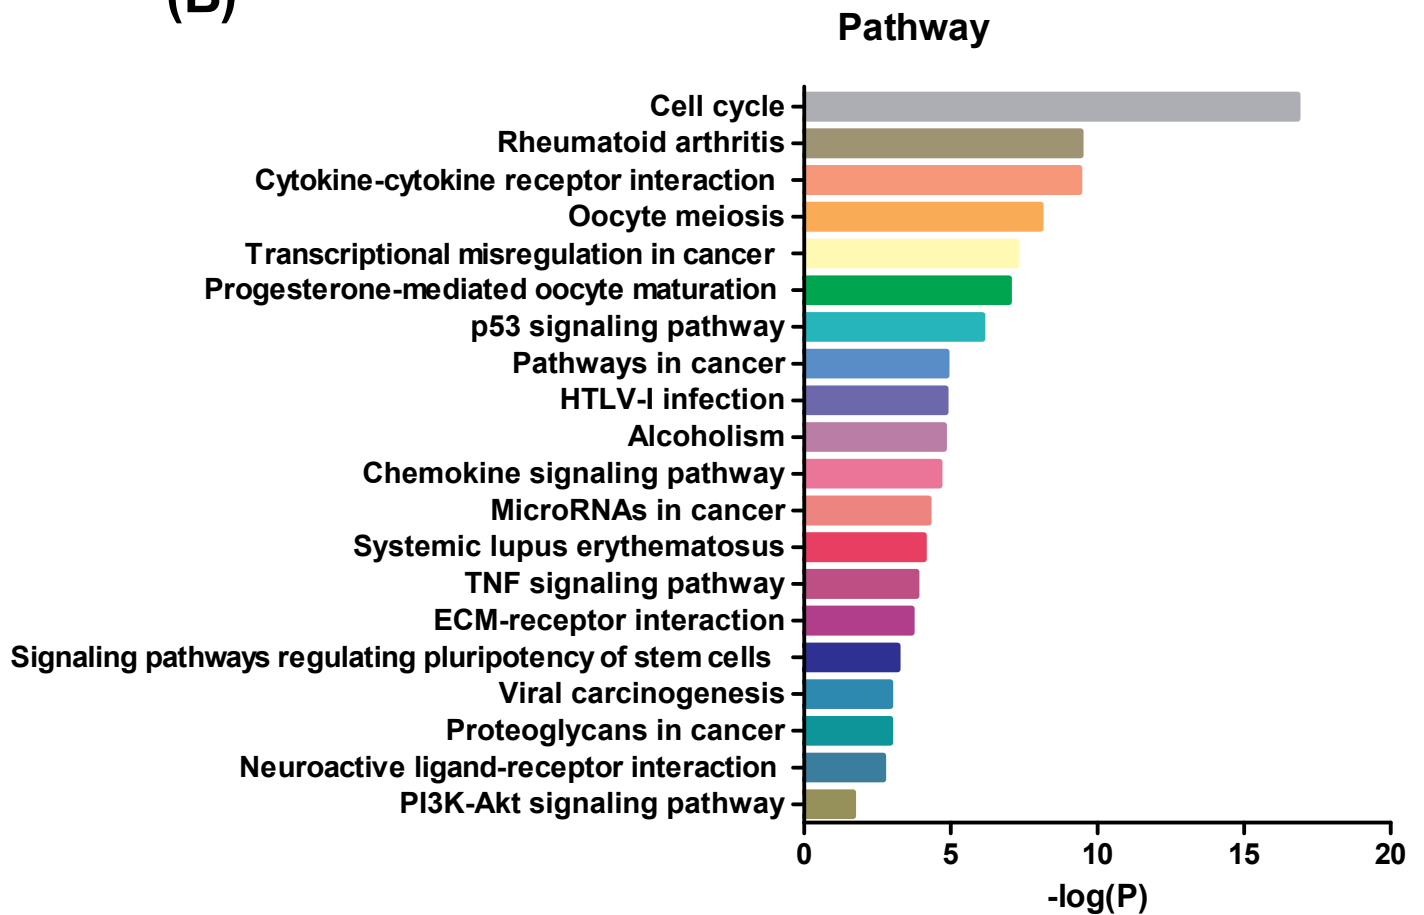 (B)
Pathway
Cell cycle
Rheumatoid arthritis
Cytokine-cytokine receptor interaction
Oocyte meiosis
Transcriptional misregulation in cancer
Progesterone-mediated oocyte maturation
p53 signaling pathway
Pathways in cancer
HTLV-I infection
Alcoholism
Chemokine signaling pathway
MicroRNAs in cancer
Systemic lupus erythematosus
TNF signaling pathway
ECM-receptor interaction
Signaling pathways regulating pluripotency of stem cells
Viral carcinogenesis
Proteoglycans in cancer
Neuroactive ligand-receptor interaction
PI3K-Akt signaling pathway
0 5 10 15 20
-log(P)